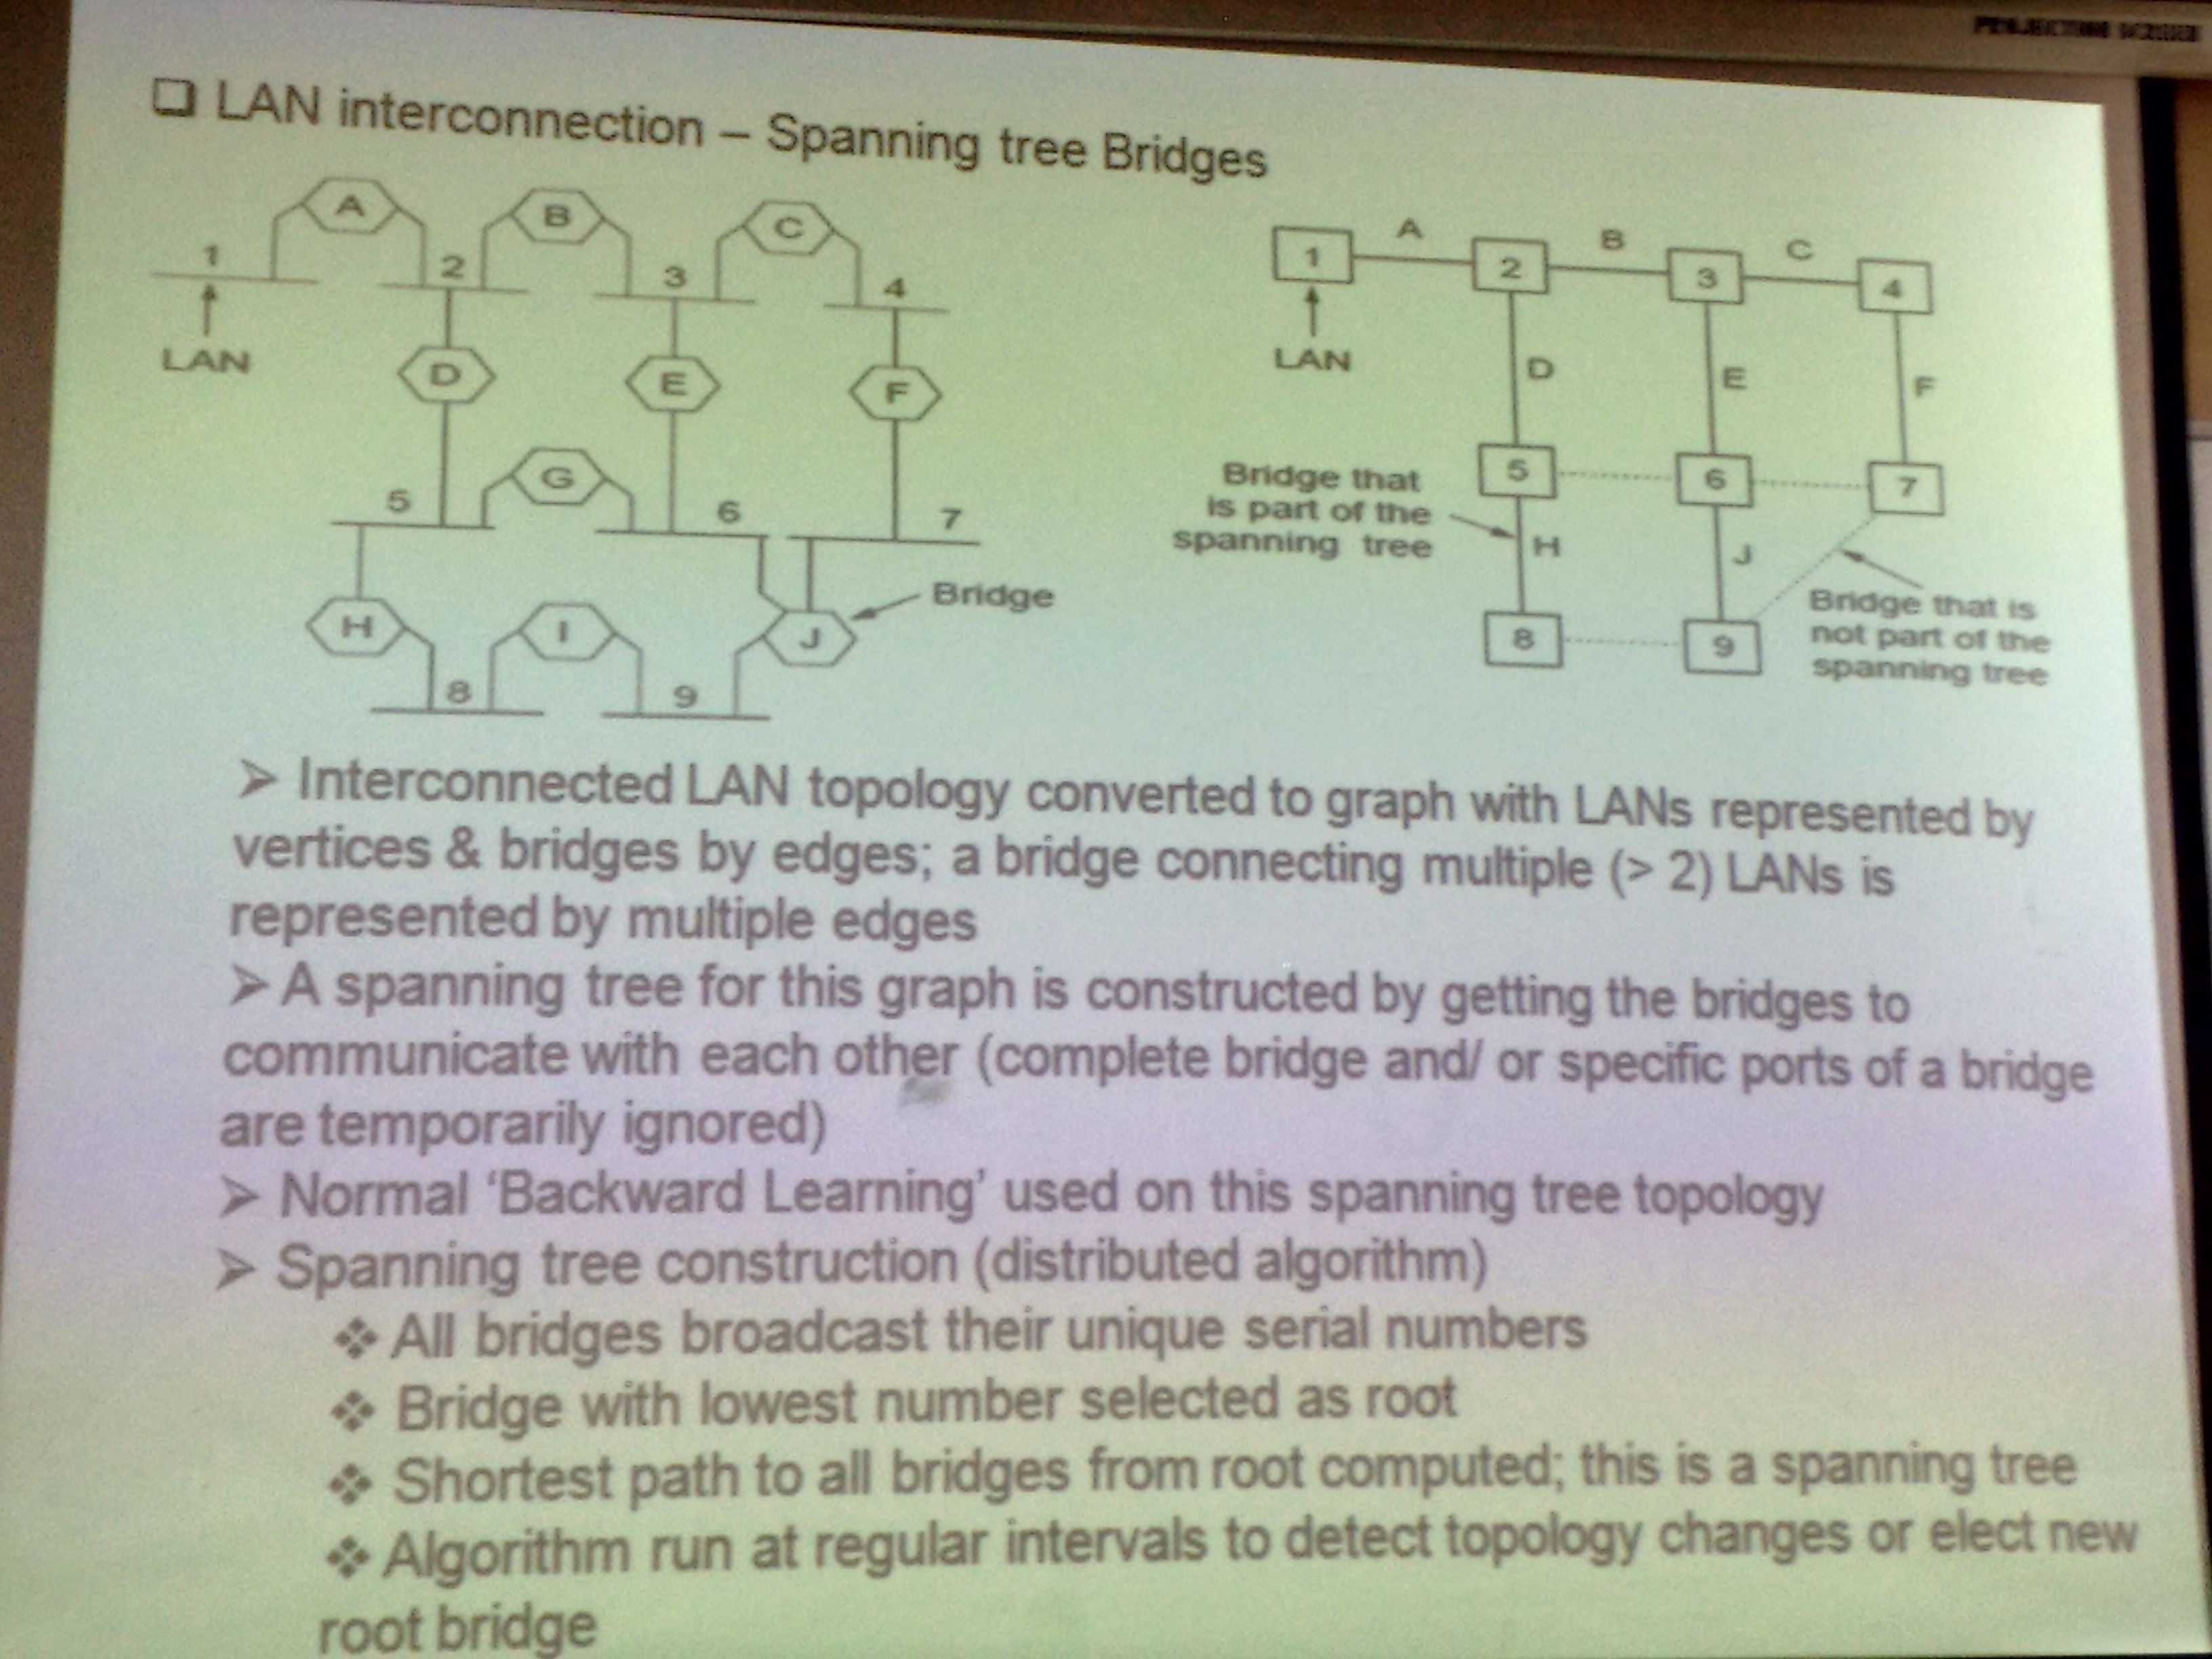 PROJECTION SCREEN
❑ LAN interconnection – Spanning tree Bridges
A
B
C
1
2
3
4
LAN
D
E
F
G
5
6
7
H
I
J
Bridge
8
9
A
B
C
1
2
3
4
LAN
D
E
F
5
6
7
Bridge that
is part of the
spanning tree
H
J
Bridge that is
not part of the
spanning tree
8
9
➢ Interconnected LAN topology converted to graph with LANs represented by
vertices & bridges by edges; a bridge connecting multiple (> 2) LANs is
represented by multiple edges
➢ A spanning tree for this graph is constructed by getting the bridges to
communicate with each other (complete bridge and/ or specific ports of a bridge
are temporarily ignored)
➢ Normal ‘Backward Learning’ used on this spanning tree topology
➢ Spanning tree construction (distributed algorithm)
❖ All bridges broadcast their unique serial numbers
❖ Bridge with lowest number selected as root
❖ Shortest path to all bridges from root computed; this is a spanning tree
❖ Algorithm run at regular intervals to detect topology changes or elect new
root bridge